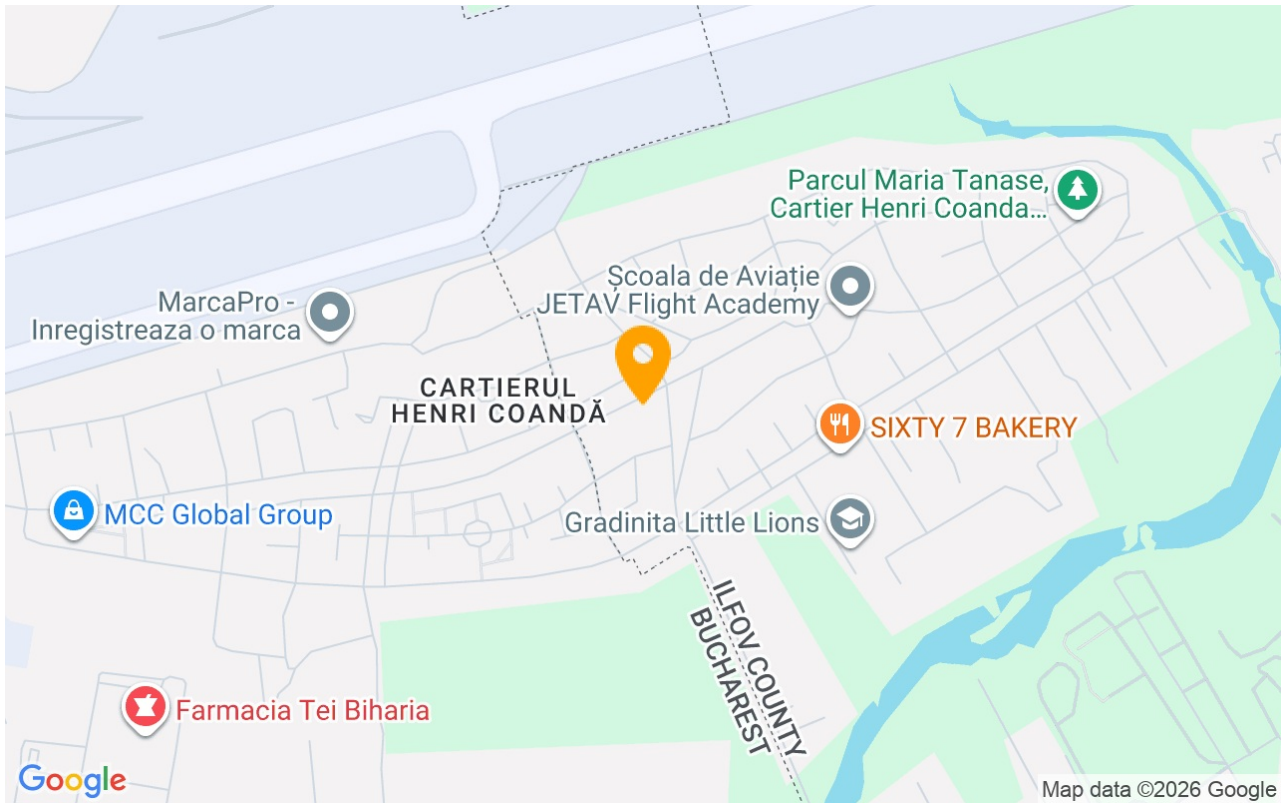 Parcul Maria Tanase,
Cartier Henri Coanda...
Școala de Aviație
JETAV Flight Academy
MarcaPro -
Inregistreaza o marca
CARTIERUL
HENRI COANDĂ
SIXTY 7 BAKERY
MCC Global Group
Gradinita Little Lions
ILFOV COUNTY
BUCHAREST
Farmacia Tei Biharia
Google
Map data ©2026 Google